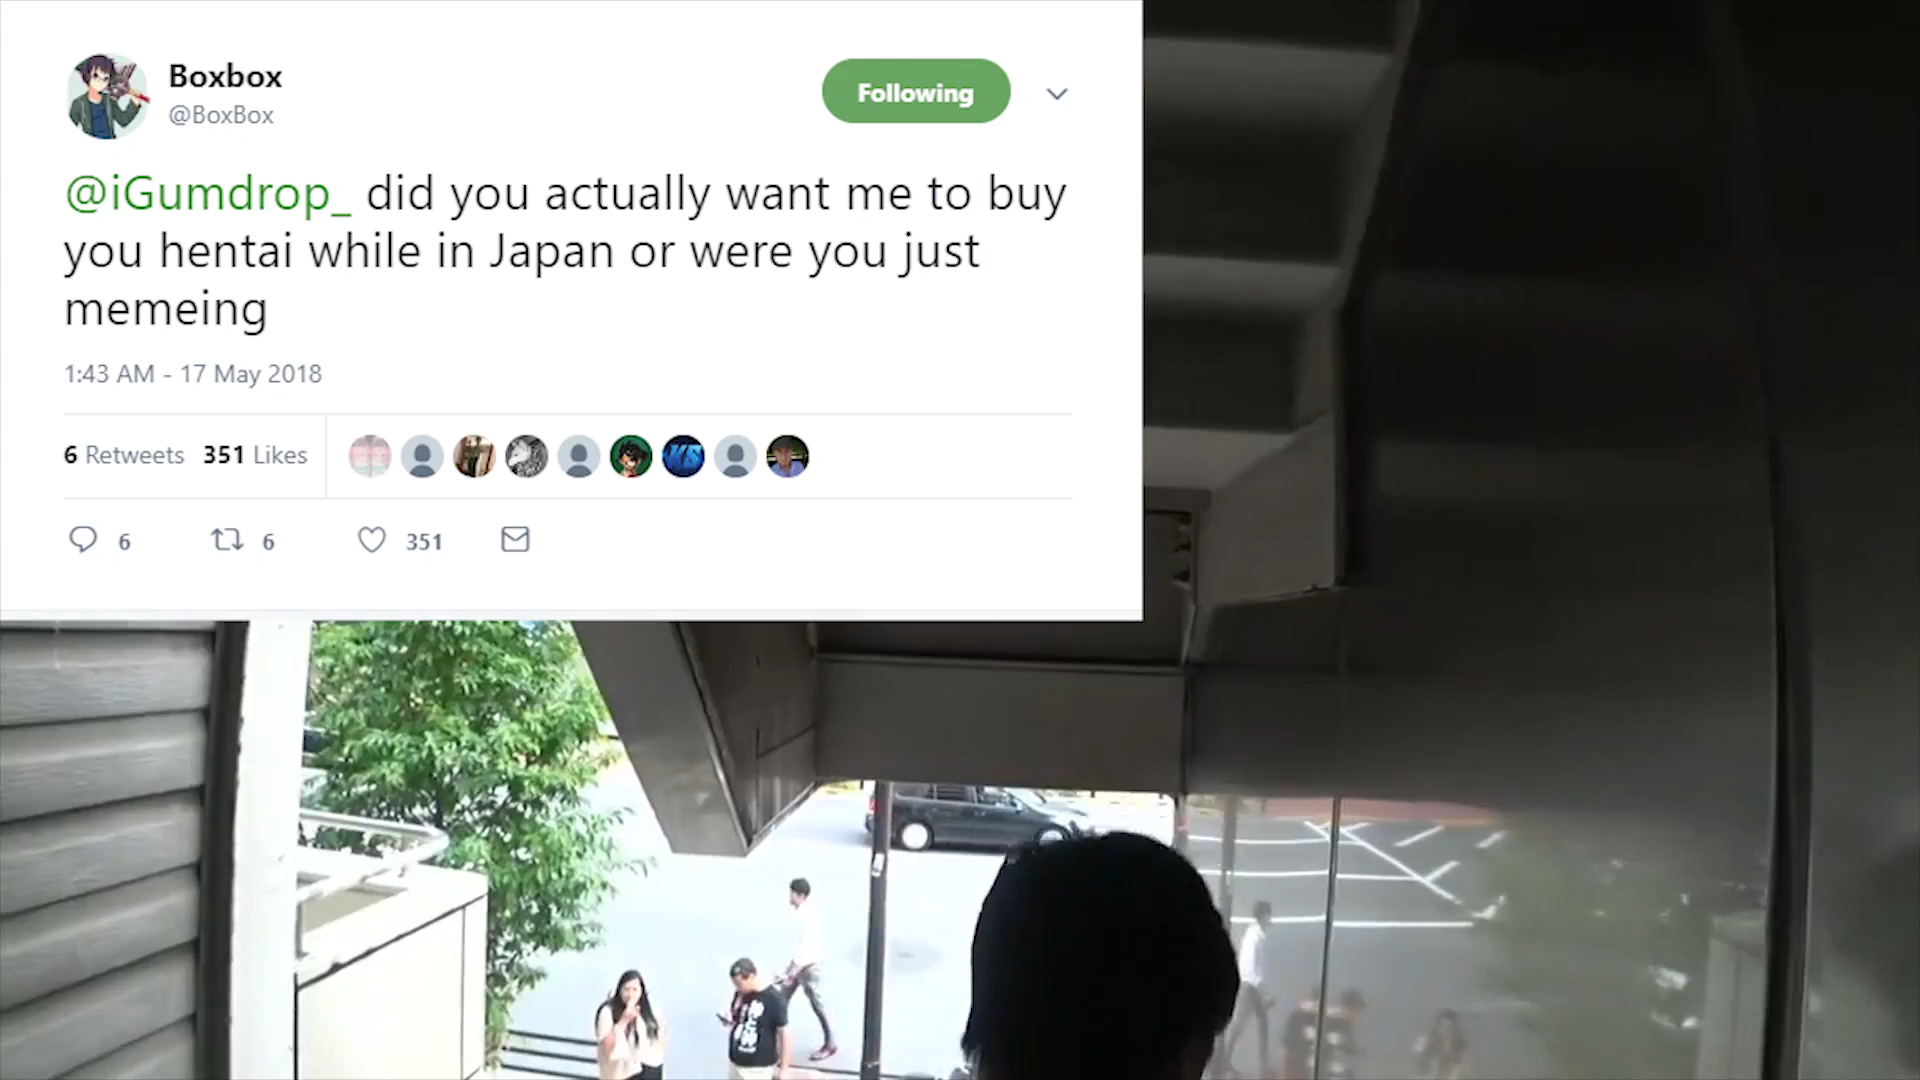 Boxbox
@BoxBox
Following
@iGumdrop_ did you actually want me to buy
you hentai while in Japan or were you just
memeing
1:43 AM - 17 May 2018
6 Retweets 351 Likes
KS
6 6 351